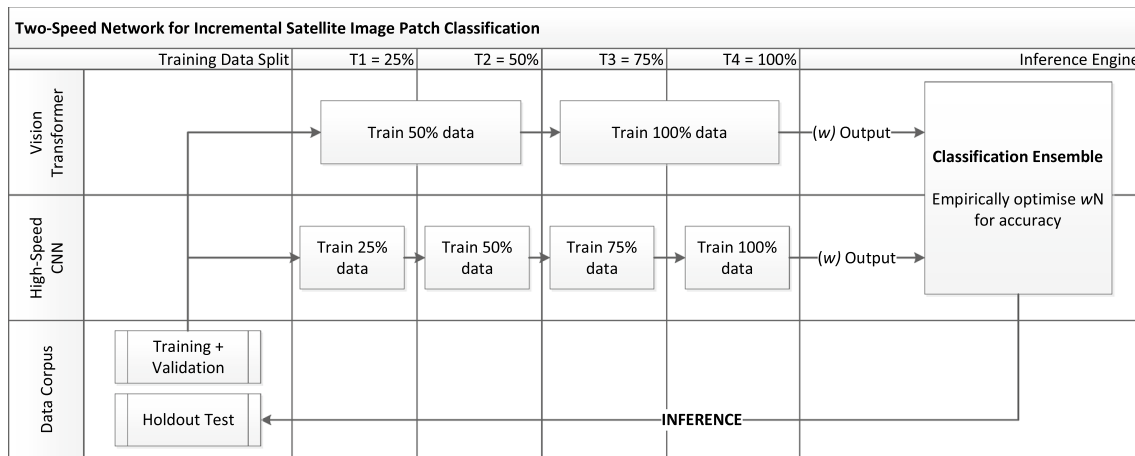 Two-Speed Network for Incremental Satellite Image Patch Classification
Training Data Split
T1 = 25%
T2 = 50%
T3 = 75%
T4 = 100%
Inference Engine
Vision
Transformer
Train 50% data
Train 100% data
(w) Output
Classification Ensemble
Empirically optimise wN
for accuracy
High-Speed
CNN
Train 25%
data
Train 50%
data
Train 75%
data
Train 100%
data
(w) Output
Data Corpus
Training +
Validation
Holdout Test
INFERENCE